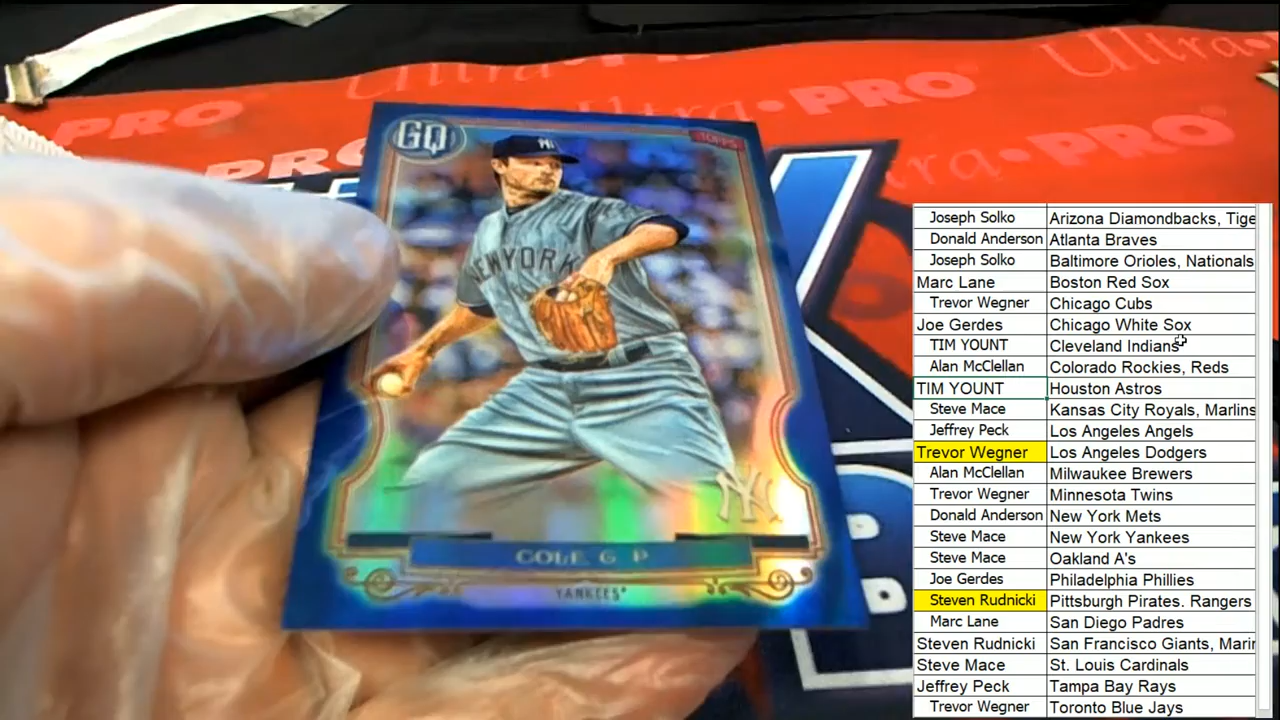 Ultra PRO
Ultra
PRO
Ultra•PRO
PRO
Ultra•PRO
GQ
TOPPS
NY
NEW YORK
NY
COLE G P
YANKEES
Joseph Solko Arizona Diamondbacks, Tige
Donald Anderson Atlanta Braves
Joseph Solko Baltimore Orioles, Nationals
Marc Lane Boston Red Sox
Trevor Wegner Chicago Cubs
Joe Gerdes Chicago White Sox
TIM YOUNT Cleveland Indians
Alan McClellan Colorado Rockies, Reds
TIM YOUNT Houston Astros
Steve Mace Kansas City Royals, Marlins
Jeffrey Peck Los Angeles Angels
Trevor Wegner Los Angeles Dodgers
Alan McClellan Milwaukee Brewers
Trevor Wegner Minnesota Twins
Donald Anderson New York Mets
Steve Mace New York Yankees
Steve Mace Oakland A's
Joe Gerdes Philadelphia Phillies
Steven Rudnicki Pittsburgh Pirates. Rangers
Marc Lane San Diego Padres
Steven Rudnicki San Francisco Giants, Marin
Steve Mace St. Louis Cardinals
Jeffrey Peck Tampa Bay Rays
Trevor Wegner Toronto Blue Jays